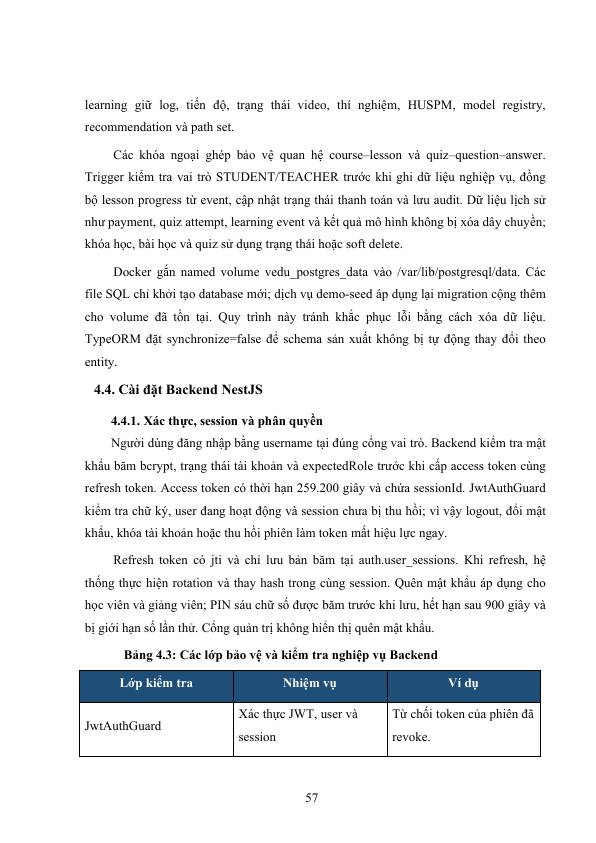 learning giữ log, tiến độ, trạng thái video, thí nghiệm, HUSPM, model registry,
recommendation và path set.
Các khóa ngoại ghép bảo vệ quan hệ course–lesson và quiz–question–answer.
Trigger kiểm tra vai trò STUDENT/TEACHER trước khi ghi dữ liệu nghiệp vụ, đồng
bộ lesson progress từ event, cập nhật trạng thái thanh toán và lưu audit. Dữ liệu lịch sử
như payment, quiz attempt, learning event và kết quả mô hình không bị xóa dây chuyền;
khóa học, bài học và quiz sử dụng trạng thái hoặc soft delete.
Docker gắn named volume vedu_postgres_data vào /var/lib/postgresql/data. Các
file SQL chỉ khởi tạo database mới; dịch vụ demo-seed áp dụng lại migration cộng thêm
cho volume đã tồn tại. Quy trình này tránh khắc phục lỗi bằng cách xóa dữ liệu.
TypeORM đặt synchronize=false để schema sản xuất không bị tự động thay đổi theo
entity.
4.4. Cài đặt Backend NestJS
4.4.1. Xác thực, session và phân quyền
Người dùng đăng nhập bằng username tại đúng cổng vai trò. Backend kiểm tra mật
khẩu băm bcrypt, trạng thái tài khoản và expectedRole trước khi cấp access token cùng
refresh token. Access token có thời hạn 259.200 giây và chứa sessionId. JwtAuthGuard
kiểm tra chữ ký, user đang hoạt động và session chưa bị thu hồi; vì vậy logout, đổi mật
khẩu, khóa tài khoản hoặc thu hồi phiên làm token mất hiệu lực ngay.
Refresh token có jti và chỉ lưu bản băm tại auth.user_sessions. Khi refresh, hệ
thống thực hiện rotation và thay hash trong cùng session. Quên mật khẩu áp dụng cho
học viên và giảng viên; PIN sáu chữ số được băm trước khi lưu, hết hạn sau 900 giây và
bị giới hạn số lần thử. Cổng quản trị không hiển thị quên mật khẩu.
Bảng 4.3: Các lớp bảo vệ và kiểm tra nghiệp vụ Backend
Lớp kiểm tra Nhiệm vụ Ví dụ
JwtAuthGuard Xác thực JWT, user và Từ chối token của phiên đã
session revoke.
57